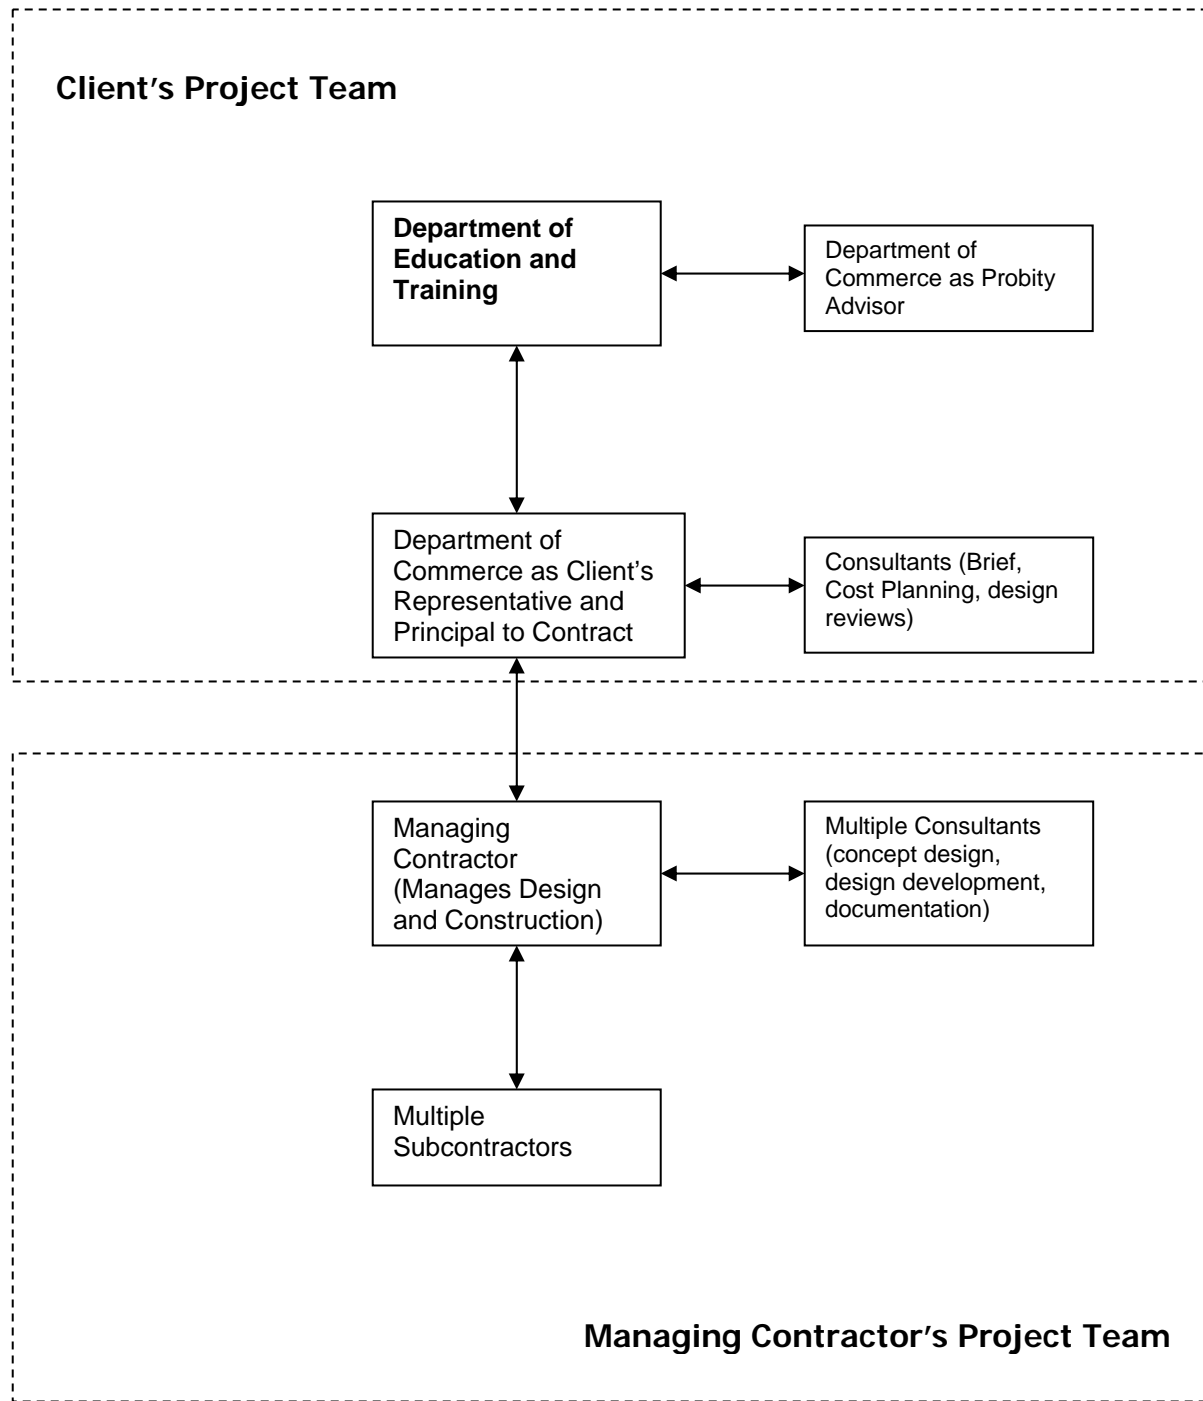 Client's Project Team
Department of
Education and
Training
Department of
Commerce as Probity
Advisor
Department of
Commerce as Client's
Representative and
Principal to Contract
Consultants (Brief,
Cost Planning, design
reviews)
Managing
Contractor
(Manages Design
and Construction)
Multiple Consultants
(concept design,
design development,
documentation)
Multiple
Subcontractors
Managing Contractor's Project Team